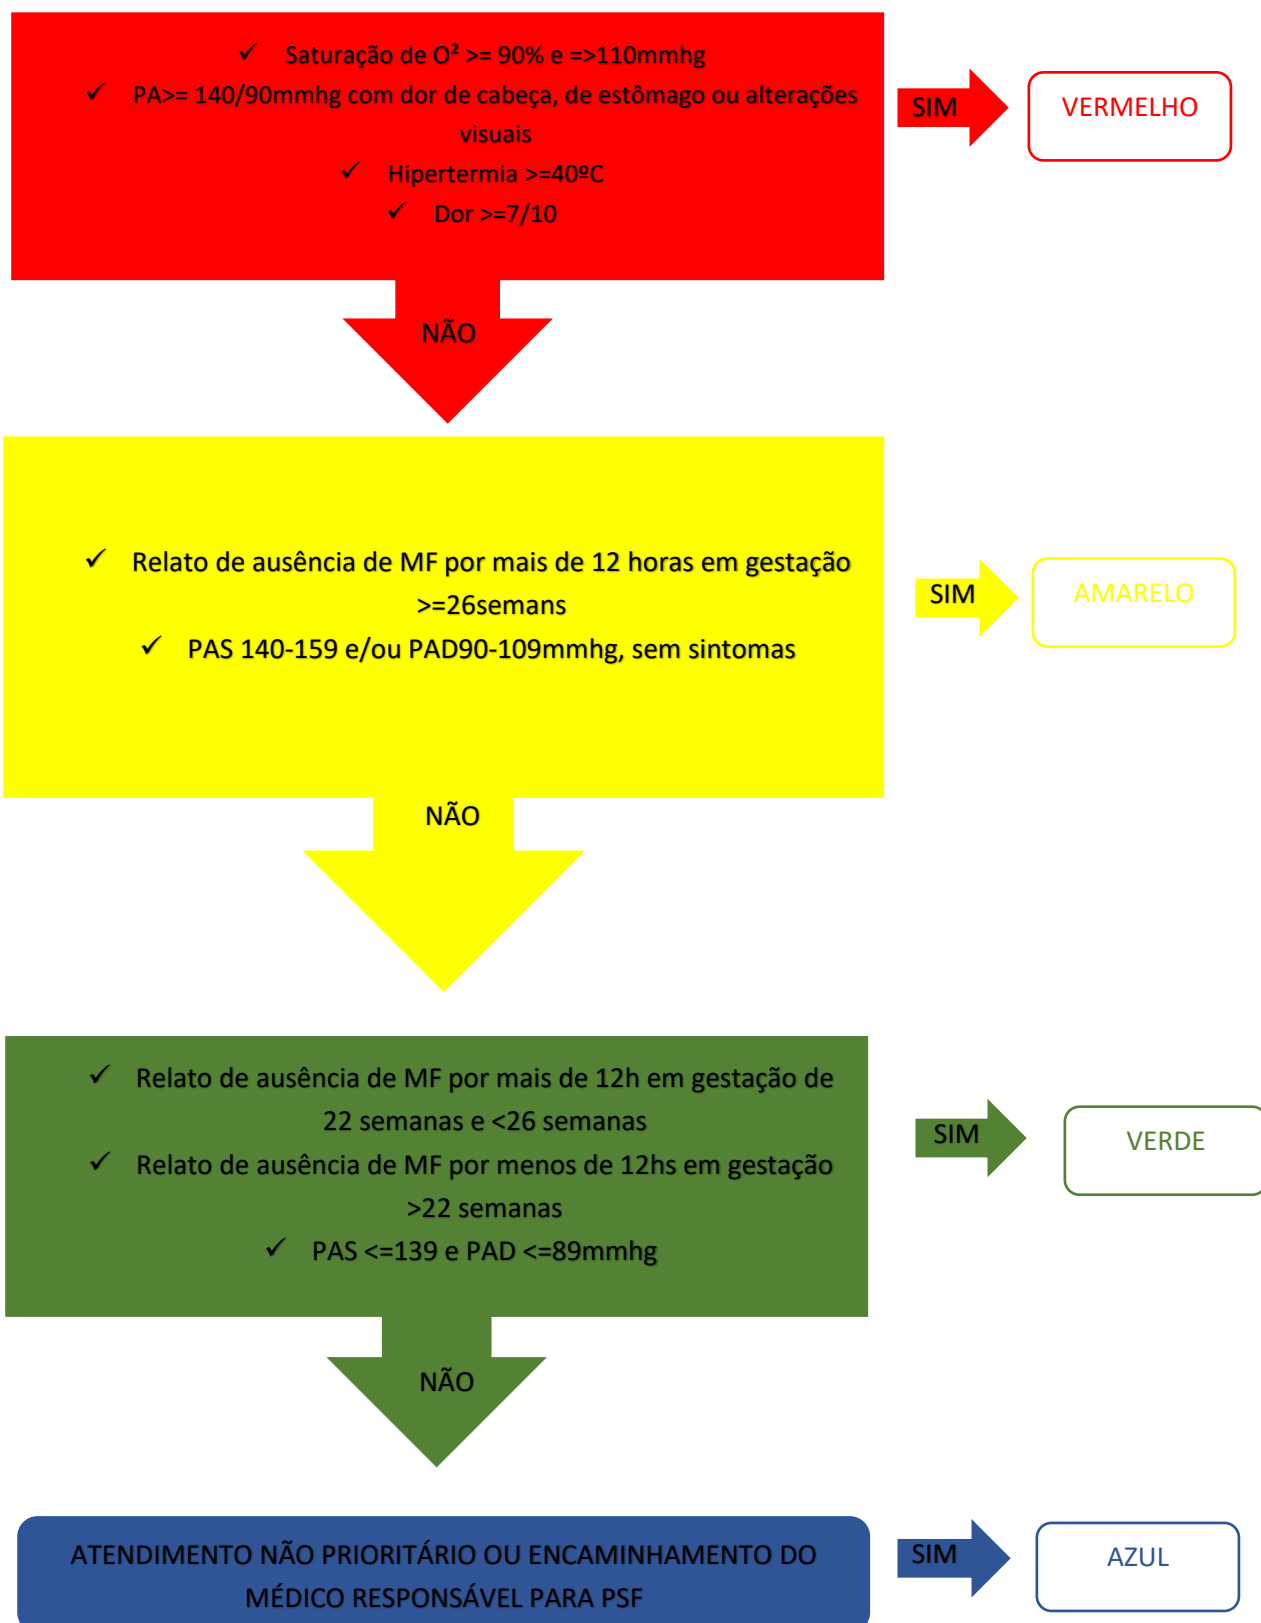 ✓ Saturação de O² >= 90% e =>110mmhg
✓ PA>= 140/90mmhg com dor de cabeça, de estômago ou alterações
visuais
✓ Hipertermia >=40ºC
✓ Dor >=7/10
SIM
VERMELHO
NÃO
✓ Relato de ausência de MF por mais de 12 horas em gestação
>=26semans
✓ PAS 140-159 e/ou PAD90-109mmhg, sem sintomas
SIM
AMARELO
NÃO
✓ Relato de ausência de MF por mais de 12h em gestação de
22 semanas e <26 semanas
✓ Relato de ausência de MF por menos de 12hs em gestação
>22 semanas
✓ PAS <=139 e PAD <=89mmhg
SIM
VERDE
NÃO
ATENDIMENTO NÃO PRIORITÁRIO OU ENCAMINHAMENTO DO
MÉDICO RESPONSÁVEL PARA PSF
SIM
AZUL